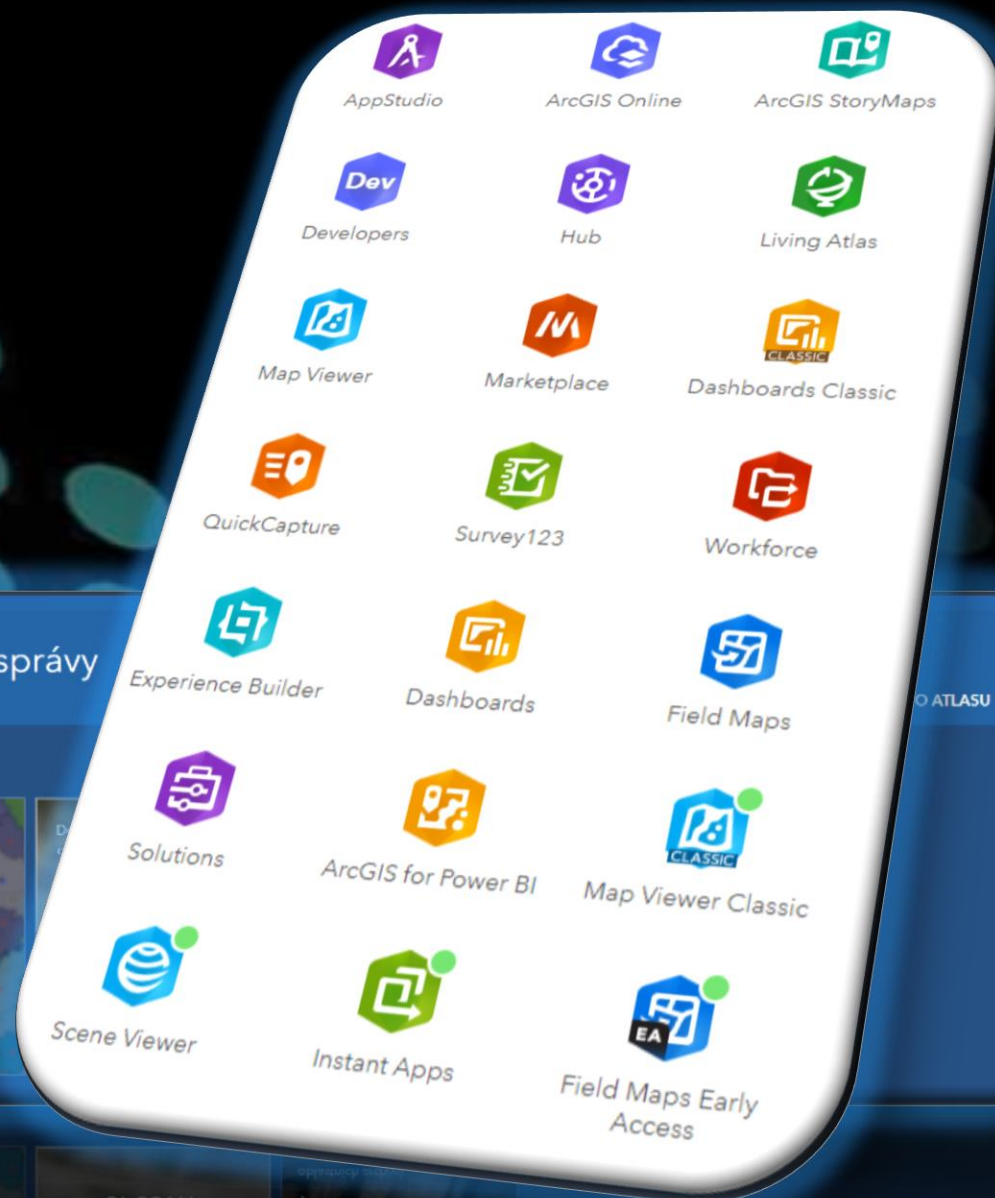 AppStudio
ArcGIS Online
ArcGIS StoryMaps
Dev
Developers
Hub
Living Atlas
Map Viewer
Marketplace
CLASSIC
Dashboards Classic
QuickCapture
Survey123
Workforce
správy
Experience Builder
Dashboards
Field Maps
O ATLASU
Solutions
ArcGIS for Power BI
CLASSIC
Map Viewer Classic
Scene Viewer
Instant Apps
EA
Field Maps Early
Access